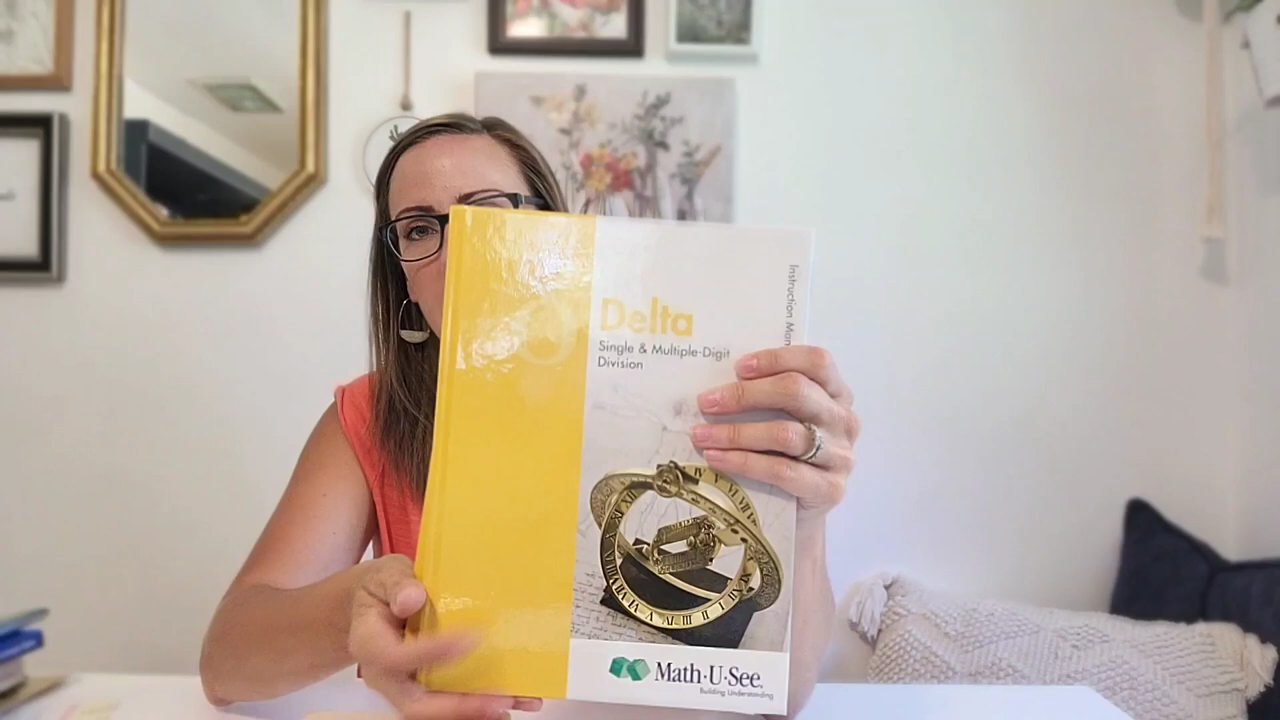 Delta
Single & Multiple-Digit
Division
Instruction Man
Math·U·See®
Building Understanding